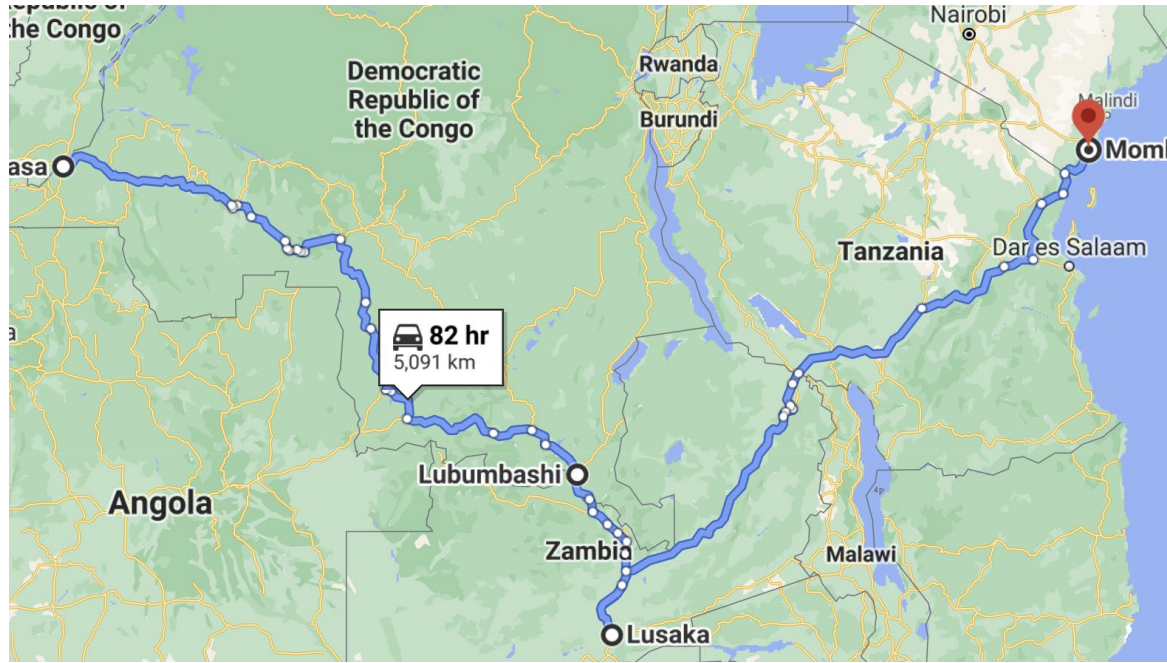 the Congo
Nairobi
Rwanda
Democratic
Republic of
the Congo
Malindi
Burundi
asa
Moml
Tanzania
Dar es Salaam
82 hr
5,091 km
Lubumbashi
Angola
Zambia
Malawi
Lusaka